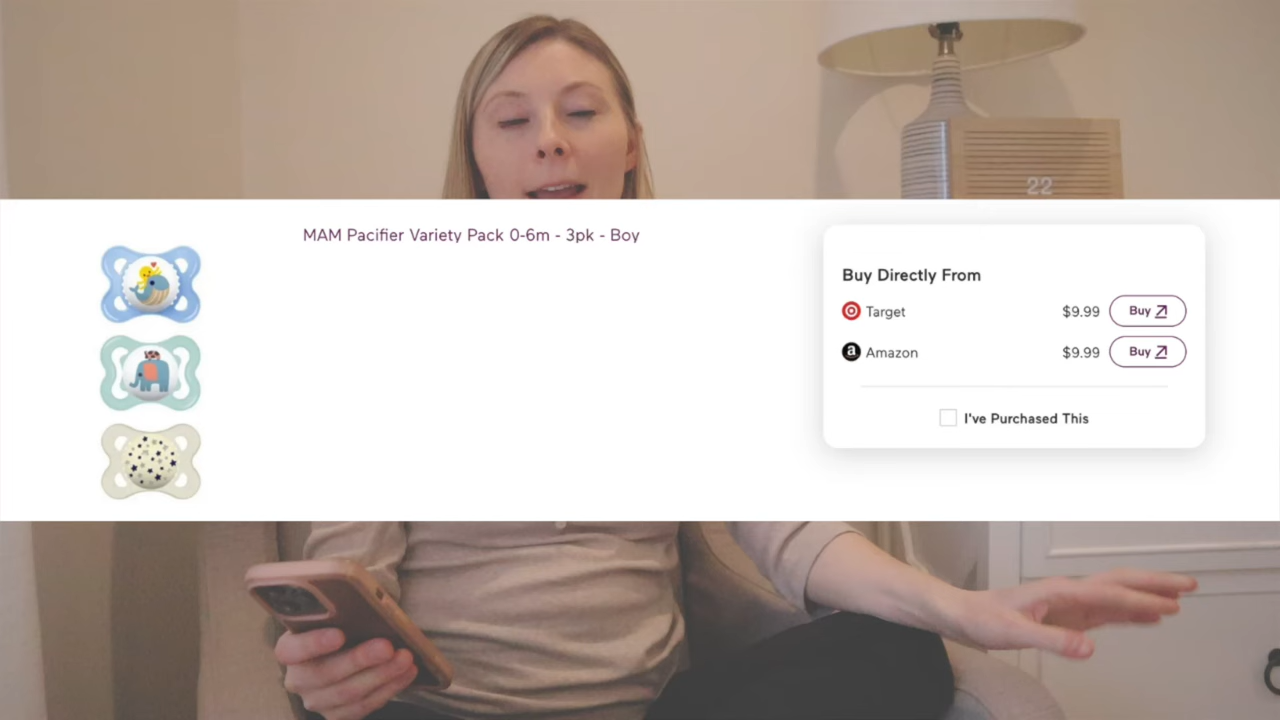 22
MAM Pacifier Variety Pack 0-6m - 3pk - Boy
Buy Directly From
Target $9.99 Buy
a Amazon $9.99 Buy
I've Purchased This